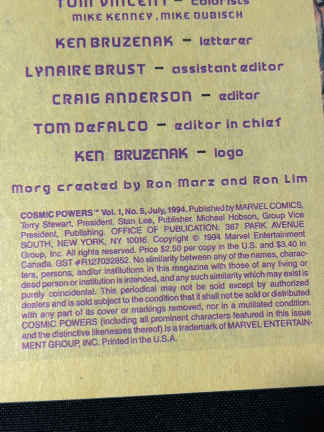 TOM VINCENT — colorists
MIKE KENNEY, MIKE DUBISCH
KEN BRUZENAK — letterer
LYNAIRE BRUST — assistant editor
CRAIG ANDERSON — editor
TOM DeFALCO — editor in chief
KEN BRUZENAK — logo
Morg created by Ron Marz and Ron Lim
COSMIC POWERS™ Vol. 1, No. 5, July, 1994. Published by MARVEL COMICS,
Terry Stewart, President. Stan Lee, Publisher. Michael Hobson, Group Vice
President, Publishing. OFFICE OF PUBLICATION: 387 PARK AVENUE
SOUTH, NEW YORK, NY 10016. Copyright © 1994 Marvel Entertainment
Group, Inc. All rights reserved. Price $2.50 per copy in the U.S. and $3.40 in
Canada. GST #R127032852. No similarity between any of the names, charac-
ters, persons, and/or institutions in this magazine with those of any living or
dead person or institution is intended, and any such similarity which may exist is
purely coincidental. This periodical may not be sold except by authorized
dealers and is sold subject to the condition that it shall not be sold or distributed
with any part of its cover or markings removed, nor in a mutilated condition.
COSMIC POWERS (including all prominent characters featured in this issue
and the distinctive likenesses thereof) is a trademark of MARVEL ENTERTAIN-
MENT GROUP, INC. Printed in the U.S.A.